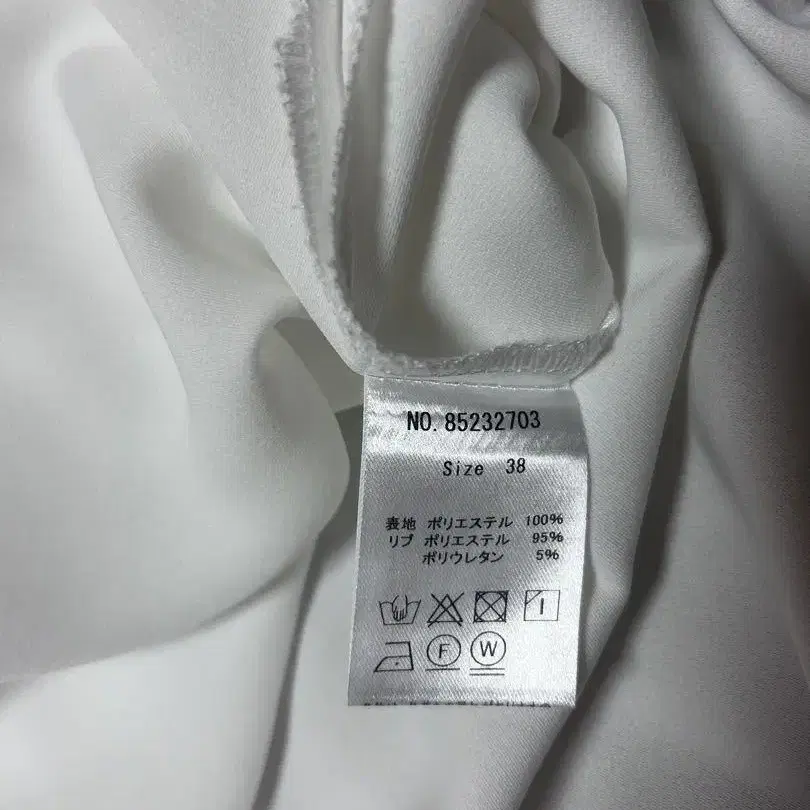 NO. 85232703
Size 38
表地 ポリエステル 100%
リブ ポリエステル 95%
ポリウレタン 5%
F W